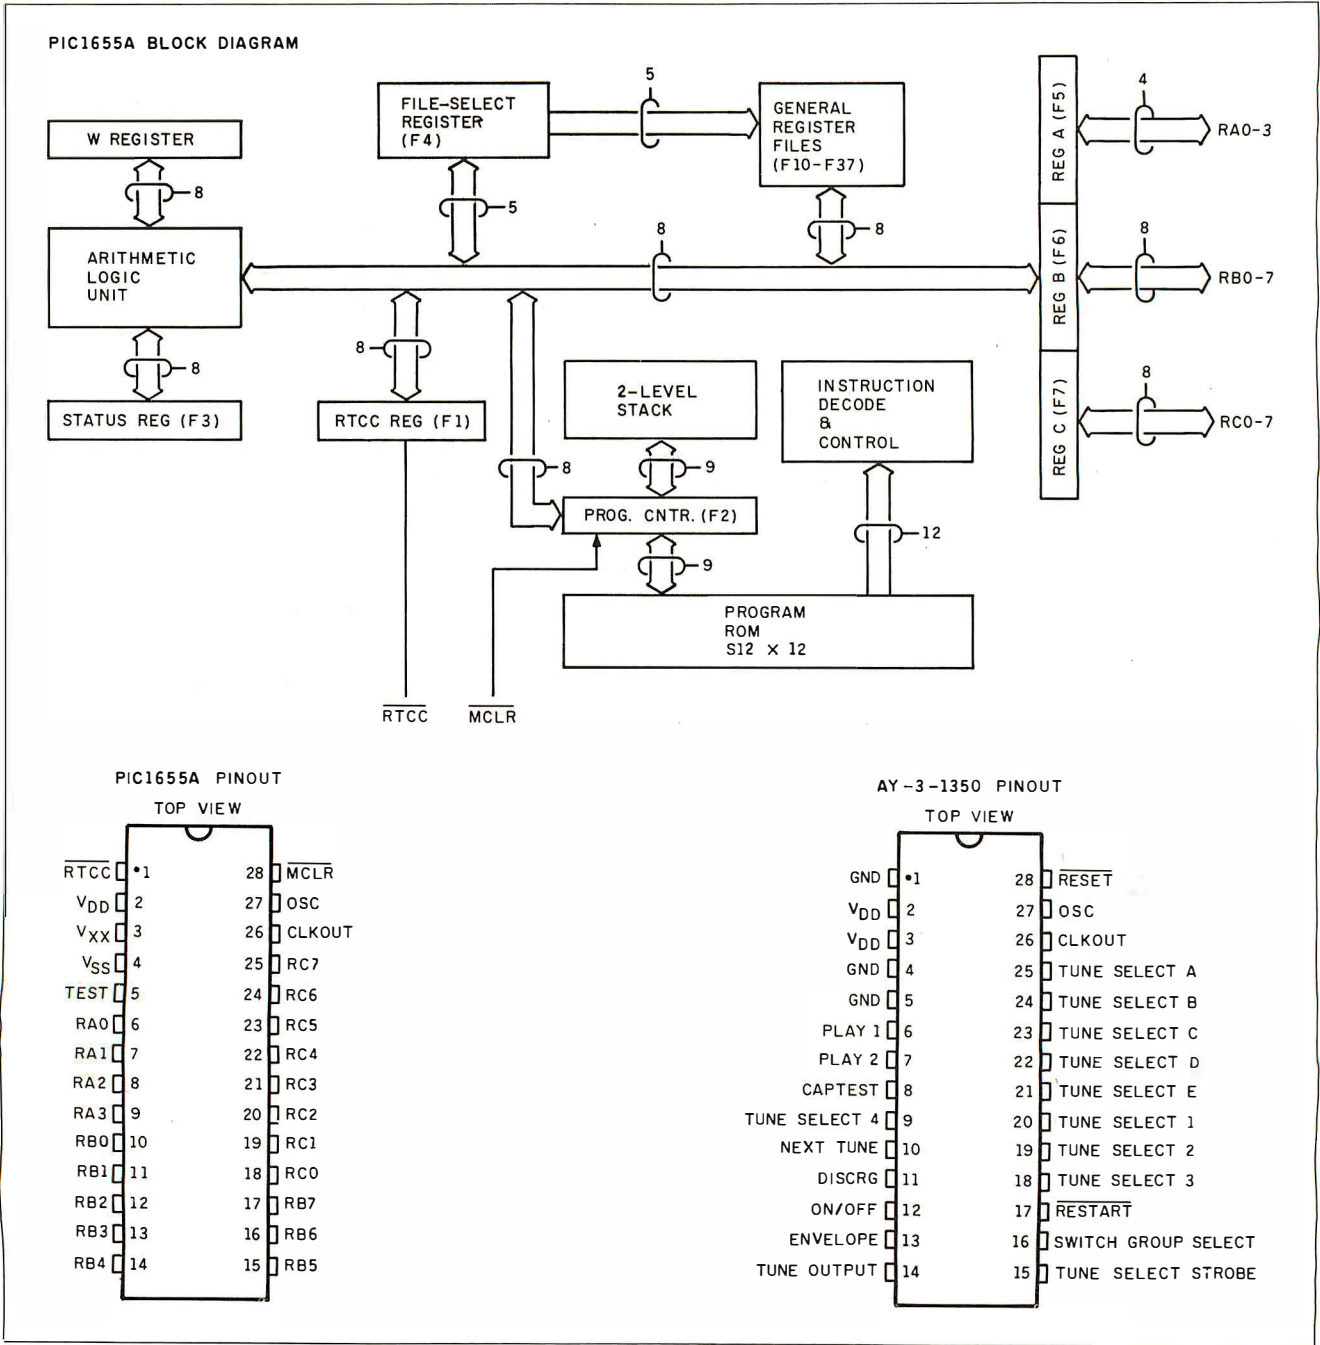 PIC1655A BLOCK DIAGRAM
W REGISTER
8
ARITHMETIC
LOGIC
UNIT
8
STATUS REG (F3)
FILE-SELECT
REGISTER
(F4)
5
5
GENERAL
REGISTER
FILES
(F10-F37)
8
8
8
RTCC REG (F1)
8
2-LEVEL
STACK
9
PROG. CNTR. (F2)
9
INSTRUCTION
DECODE
&
CONTROL
12
PROGRAM
ROM
S12 X 12
RTCC
MCLR
REG A (F5)
4
RA0-3
REG B (F6)
8
RB0-7
REG C (F7)
8
RC0-7
PIC1655A PINOUT
TOP VIEW
RTCC 1 28 MCLR
VDD 2 27 OSC
VXX 3 26 CLKOUT
VSS 4 25 RC7
TEST 5 24 RC6
RA0 6 23 RC5
RA1 7 22 RC4
RA2 8 21 RC3
RA3 9 20 RC2
RB0 10 19 RC1
RB1 11 18 RC0
RB2 12 17 RB7
RB3 13 16 RB6
RB4 14 15 RB5
AY-3-1350 PINOUT
TOP VIEW
GND 1 28 RESET
VDD 2 27 OSC
VDD 3 26 CLKOUT
GND 4 25 TUNE SELECT A
GND 5 24 TUNE SELECT B
PLAY 1 6 23 TUNE SELECT C
PLAY 2 7 22 TUNE SELECT D
CAPTEST 8 21 TUNE SELECT E
TUNE SELECT 4 9 20 TUNE SELECT 1
NEXT TUNE 10 19 TUNE SELECT 2
DISCRG 11 18 TUNE SELECT 3
ON/OFF 12 17 RESTART
ENVELOPE 13 16 SWITCH GROUP SELECT
TUNE OUTPUT 14 15 TUNE SELECT STROBE